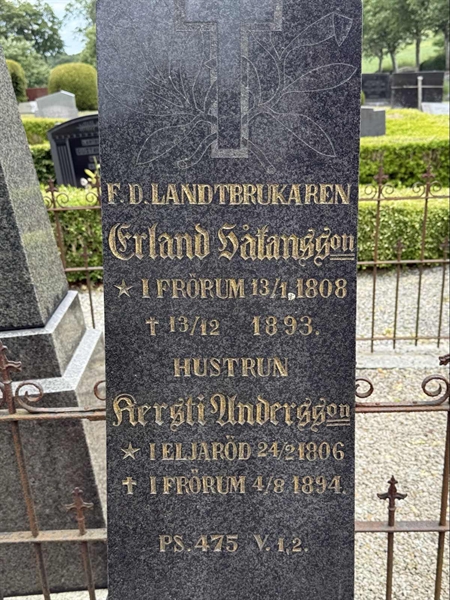 F.D. LANDTBRUKAREN
Erland Håkansson
★ I FRÖRUM 13/1, 1808
† 13/12 1893.
HUSTRUN
Kersti Andersson
★ I ELJARÖD 24/2 1806
† I FRÖRUM 4/8 1894.
PS. 475 V. 1,2.